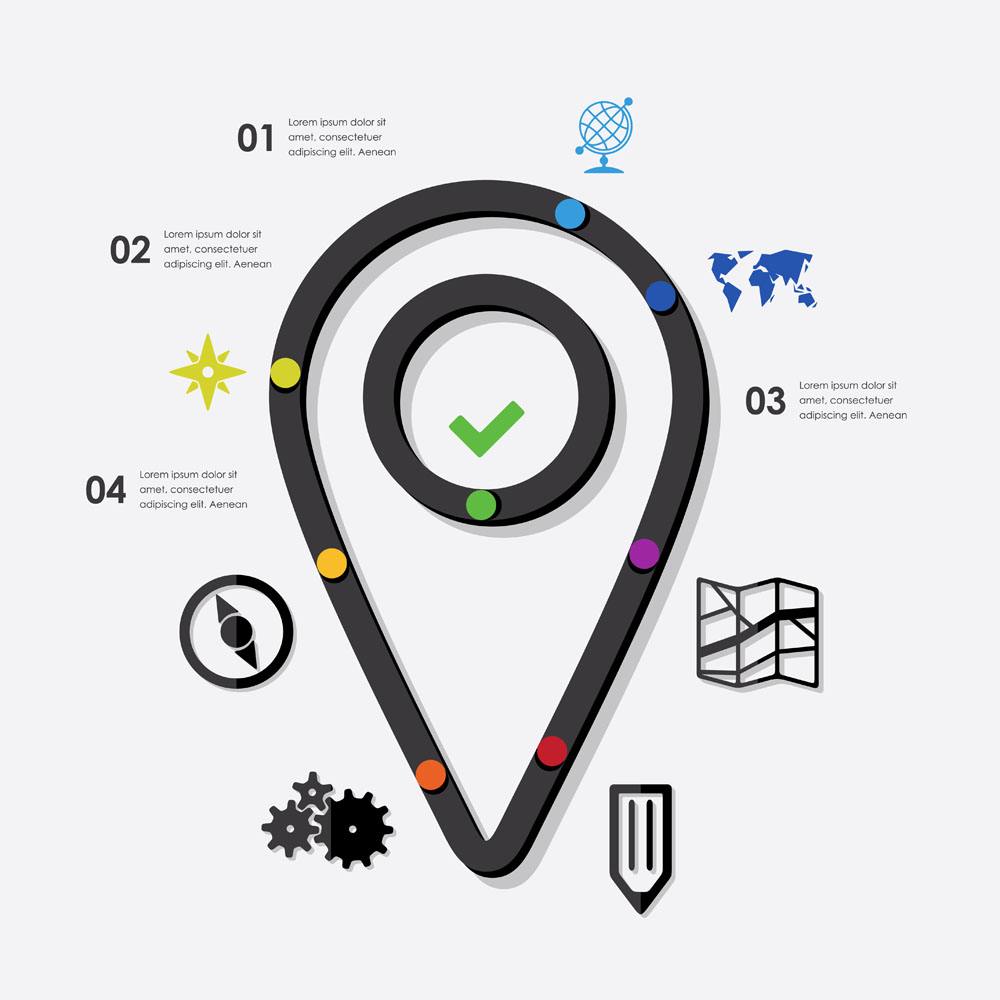 01
Lorem ipsum dolor sit
amet, consectetuer
adipiscing elit. Aenean
02
Lorem ipsum dolor sit
amet, consectetuer
adipiscing elit. Aenean
03
Lorem ipsum dolor sit
amet, consectetuer
adipiscing elit. Aenean
04
Lorem ipsum dolor sit
amet, consectetuer
adipiscing elit. Aenean